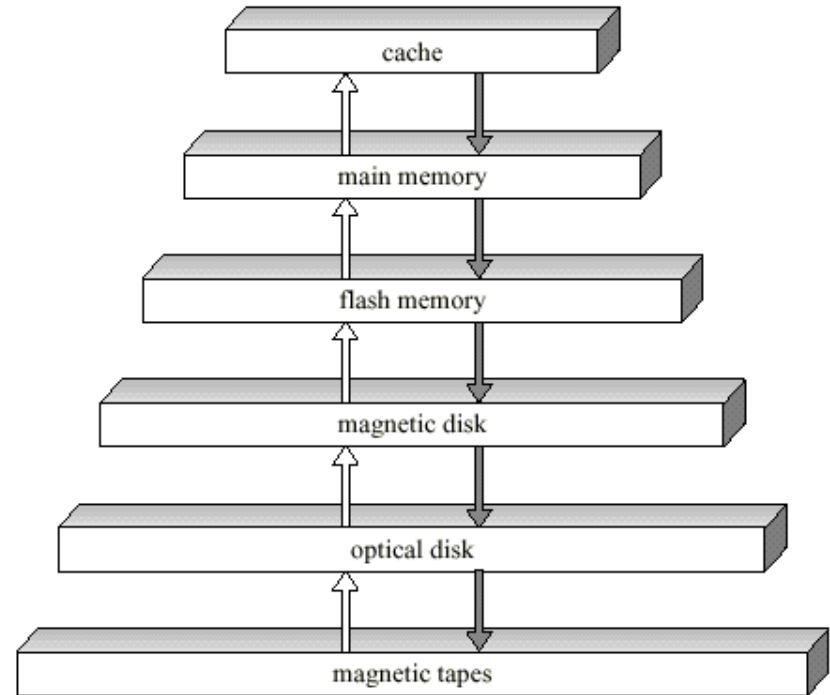 cache
main memory
flash memory
magnetic disk
optical disk
magnetic tapes